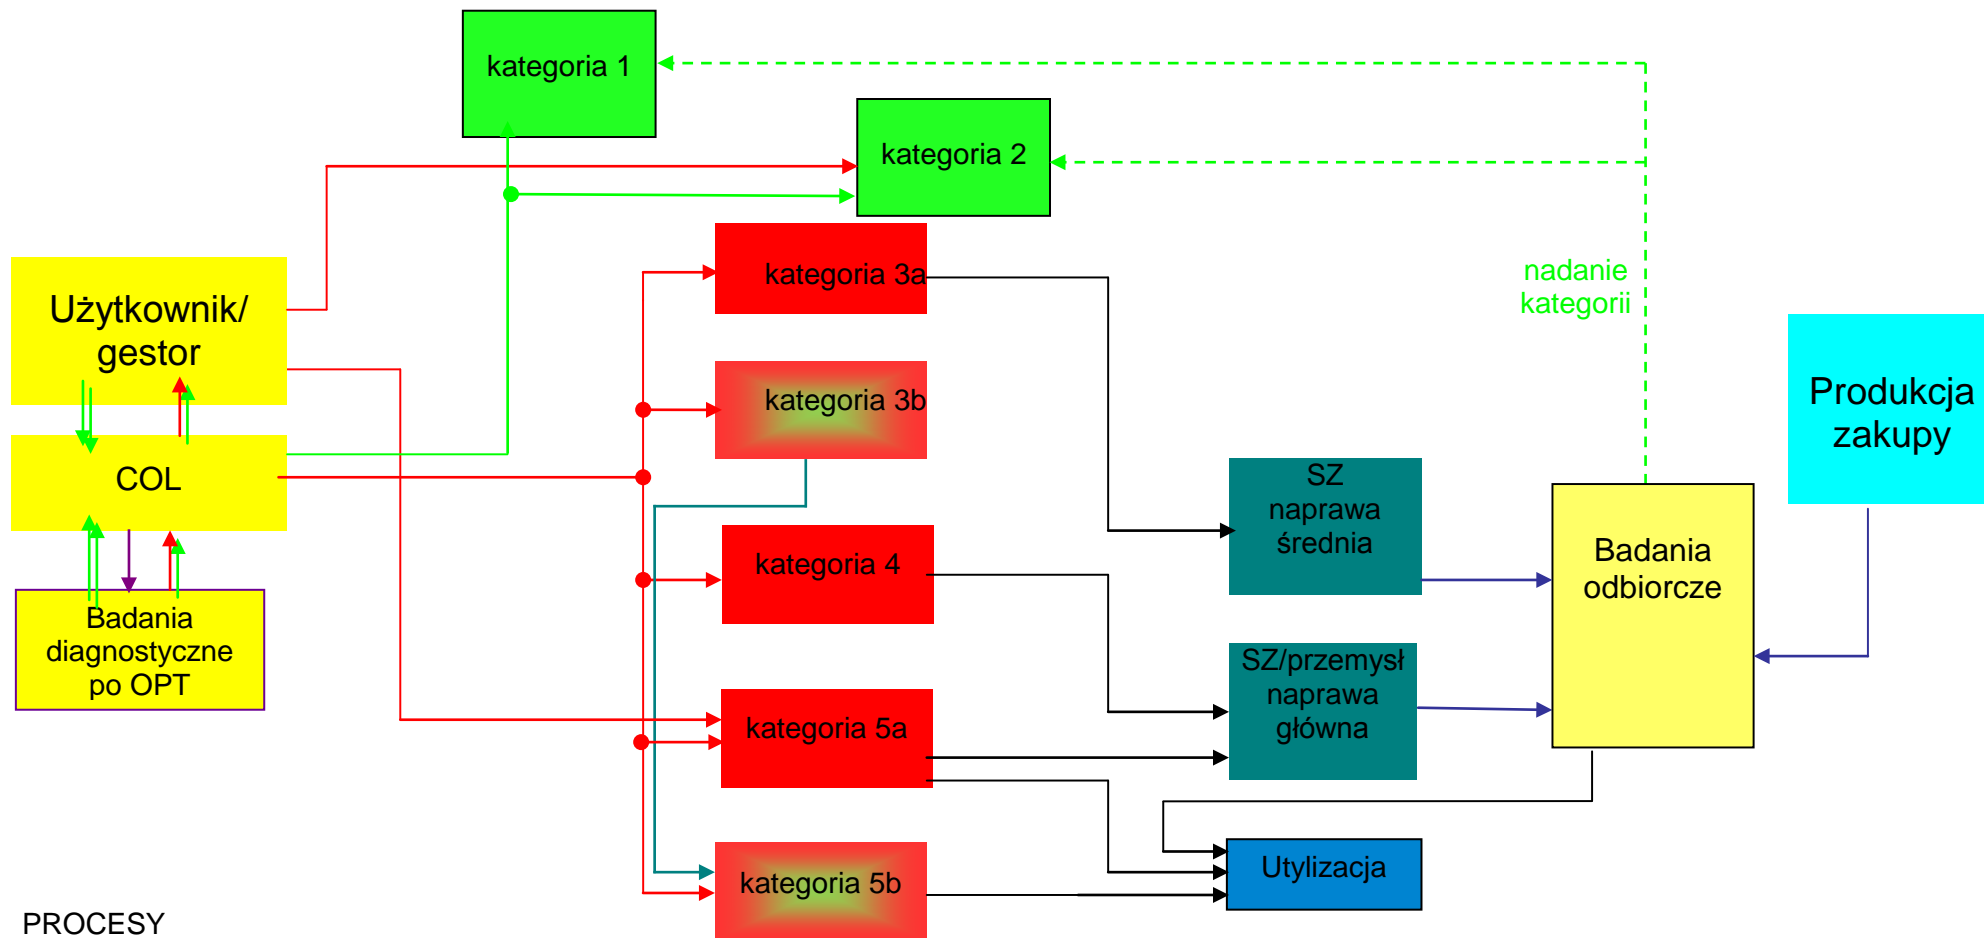 kategoria 1
kategoria 2
kategoria 3a
nadanie
kategorii
Użytkownik/
gestor
Produkcja
zakupy
kategoria 3b
COL
SZ
naprawa
średnia
Badania
odbiorcze
kategoria 4
Badania
diagnostyczne
po OPT
SZ/przemysł
naprawa
główna
kategoria 5a
Utylizacja
kategoria 5b
PROCESY